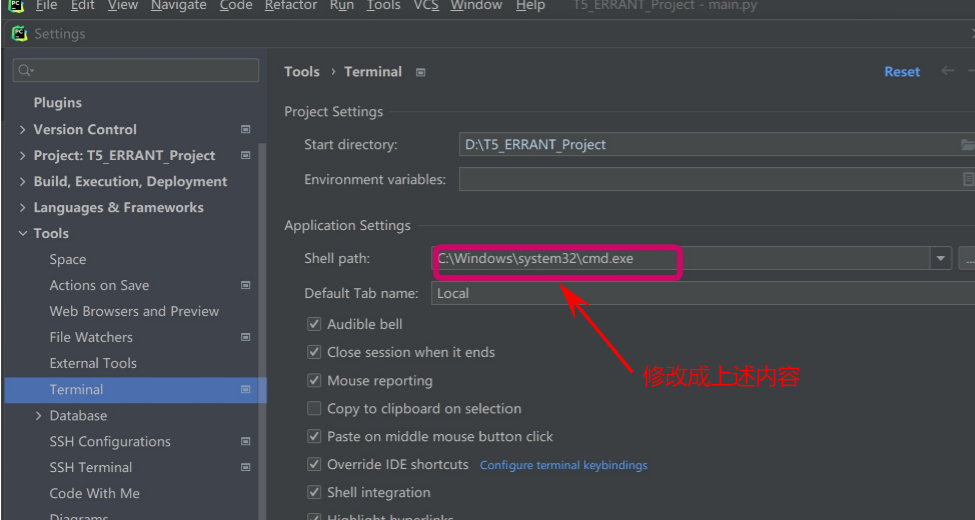 PC File Edit View Navigate Code Refactor Run Tools VCS Window Help T5_ERRANT_Project - main.py
PC Settings
Plugins
Version Control
Project: T5_ERRANT_Project
Build, Execution, Deployment
Languages & Frameworks
Tools
Space
Actions on Save
Web Browsers and Preview
File Watchers
External Tools
Terminal
Database
SSH Configurations
SSH Terminal
Code With Me
Diagrams
Tools › Terminal Reset
Project Settings
Start directory: D:\T5_ERRANT_Project
Environment variables:
Application Settings
Shell path: C:\Windows\system32\cmd.exe ...
Default Tab name: Local
Audible bell
Close session when it ends
Mouse reporting
修改成上述内容
Copy to clipboard on selection
Paste on middle mouse button click
Override IDE shortcuts Configure terminal keybindings
Shell integration
Highlight hyperlinks